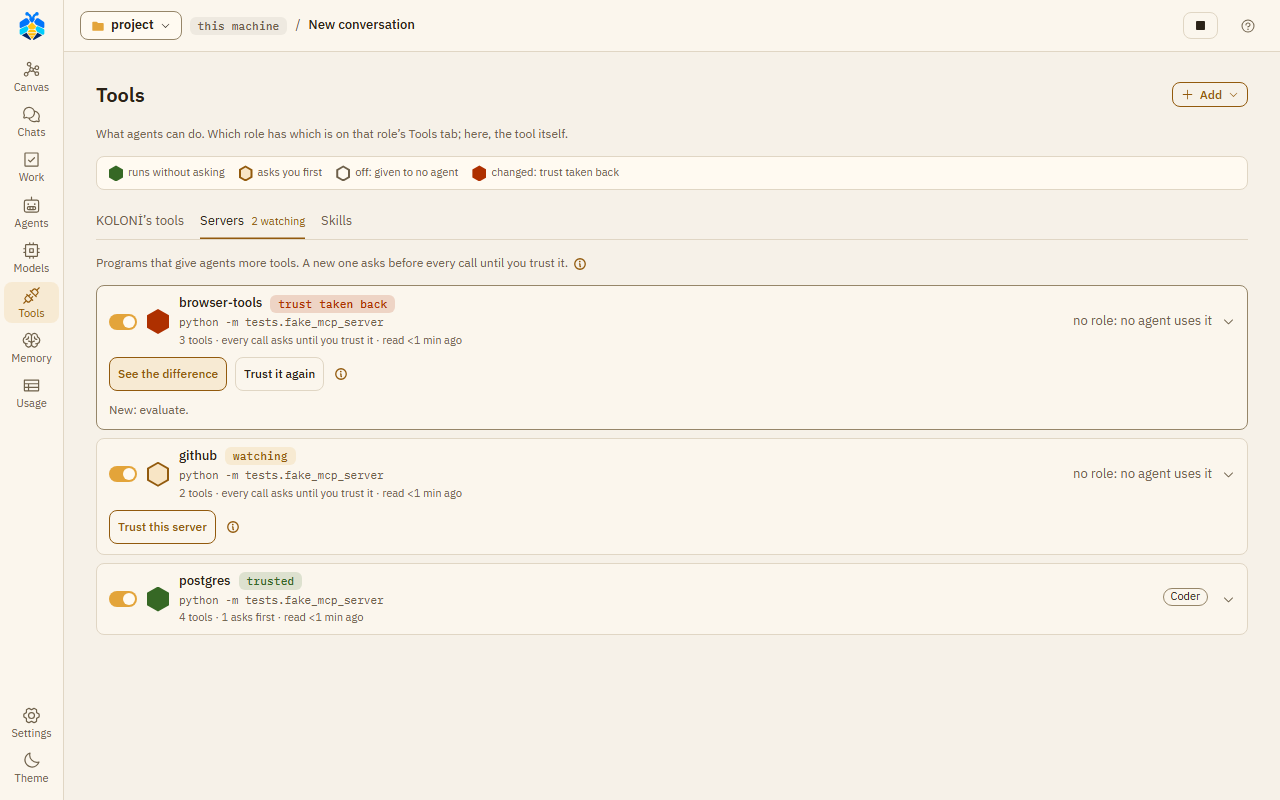 project
this machine
/
New conversation
Canvas
Chats
Work
Agents
Models
Tools
Memory
Usage
Settings
Theme
Tools
Add
What agents can do. Which role has which is on that role's Tools tab; here, the tool itself.
runs without asking
asks you first
off: given to no agent
changed: trust taken back
KOLONİ's tools
Servers 2 watching
Skills
Programs that give agents more tools. A new one asks before every call until you trust it.
browser-tools trust taken back
python -m tests.fake_mcp_server
3 tools · every call asks until you trust it · read <1 min ago
no role: no agent uses it
See the difference
Trust it again
New: evaluate.
github watching
python -m tests.fake_mcp_server
2 tools · every call asks until you trust it · read <1 min ago
no role: no agent uses it
Trust this server
postgres trusted
python -m tests.fake_mcp_server
4 tools · 1 asks first · read <1 min ago
Coder